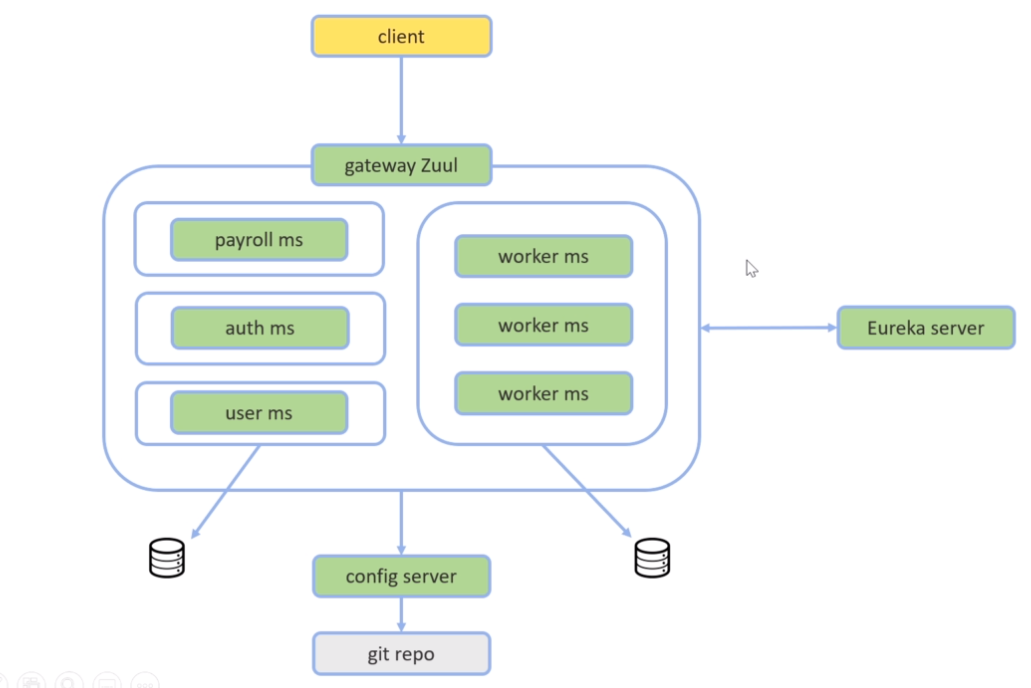 client
gateway Zuul
payroll ms
auth ms
user ms
worker ms
worker ms
worker ms
Eureka server
config server
git repo